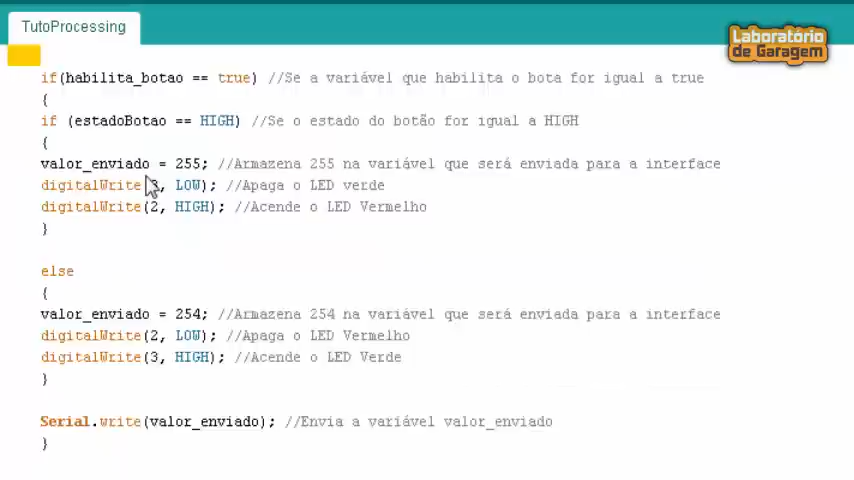 TutoProcessing
Laboratório
de Garagem
if(habilita_botao == true) //Se a variável que habilita o bota for igual a true
{
if (estadoBotao == HIGH) //Se o estado do botão for igual a HIGH
{
valor_enviado = 255; //Armazena 255 na variável que será enviada para a interface
digitalWrite(3, LOW); //Apaga o LED verde
digitalWrite(2, HIGH); //Acende o LED Vermelho
}
else
{
valor_enviado = 254; //Armazena 254 na variável que será enviada para a interface
digitalWrite(2, LOW); //Apaga o LED Vermelho
digitalWrite(3, HIGH); //Acende o LED Verde
}
Serial.write(valor_enviado); //Envia a variável valor_enviado
}